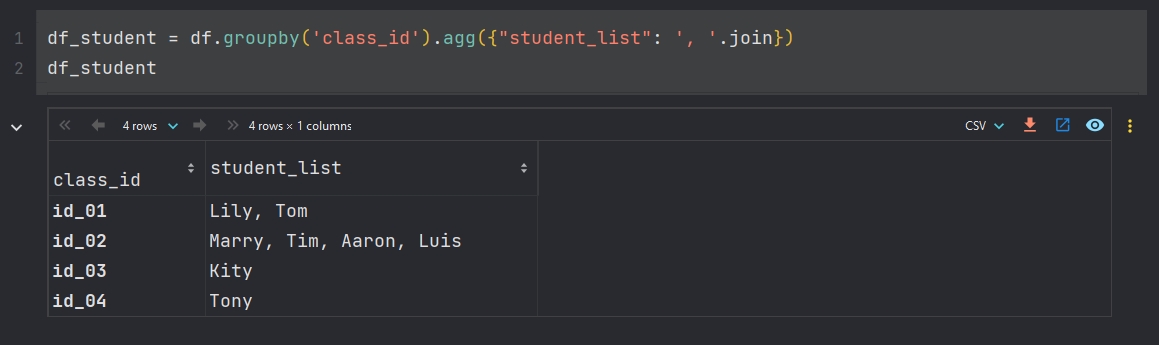 1 df_student = df.groupby('class_id').agg({"student_list": ', '.join})
2 df_student
4 rows 4 rows × 1 columns CSV
class_id student_list
id_01 Lily, Tom
id_02 Marry, Tim, Aaron, Luis
id_03 Kity
id_04 Tony